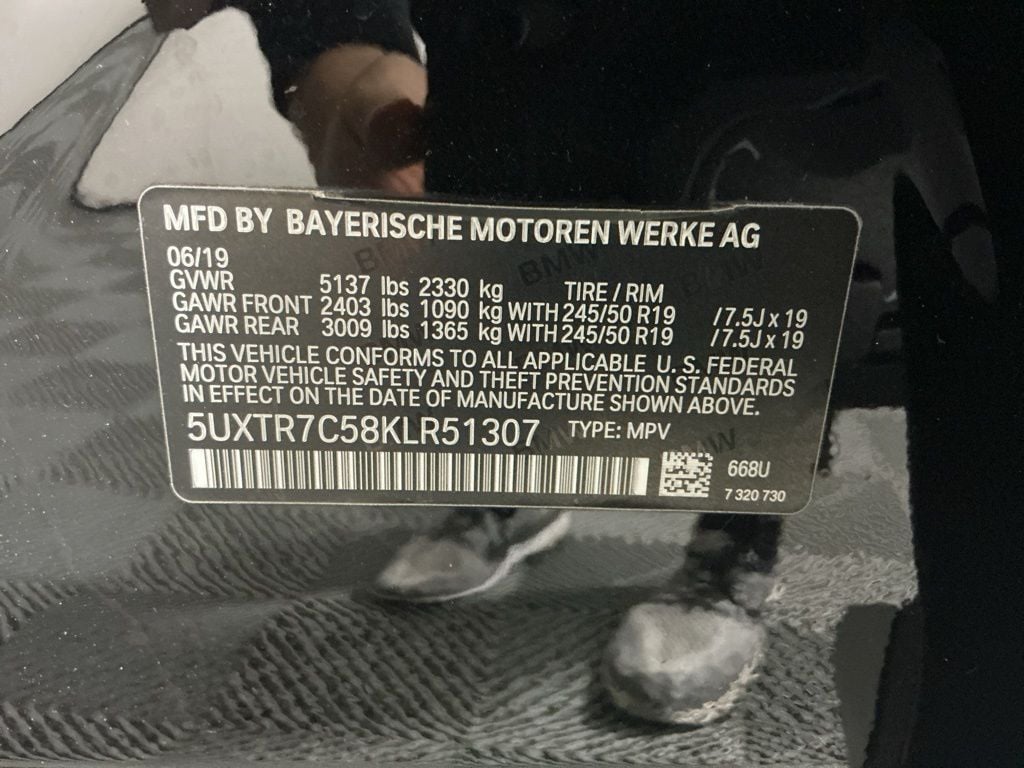 MFD BY BAYERISCHE MOTOREN WERKE AG
06/19
GVWR 5137 lbs 2330 kg TIRE / RIM
GAWR FRONT 2403 lbs 1090 kg WITH 245/50 R19 / 7.5J x 19
GAWR REAR 3009 lbs 1365 kg WITH 245/50 R19 / 7.5J x 19
THIS VEHICLE CONFORMS TO ALL APPLICABLE U. S. FEDERAL
MOTOR VEHICLE SAFETY AND THEFT PREVENTION STANDARDS
IN EFFECT ON THE DATE OF MANUFACTURE SHOWN ABOVE.
5UXTR7C58KLR51307 TYPE: MPV
668U
7 320 730